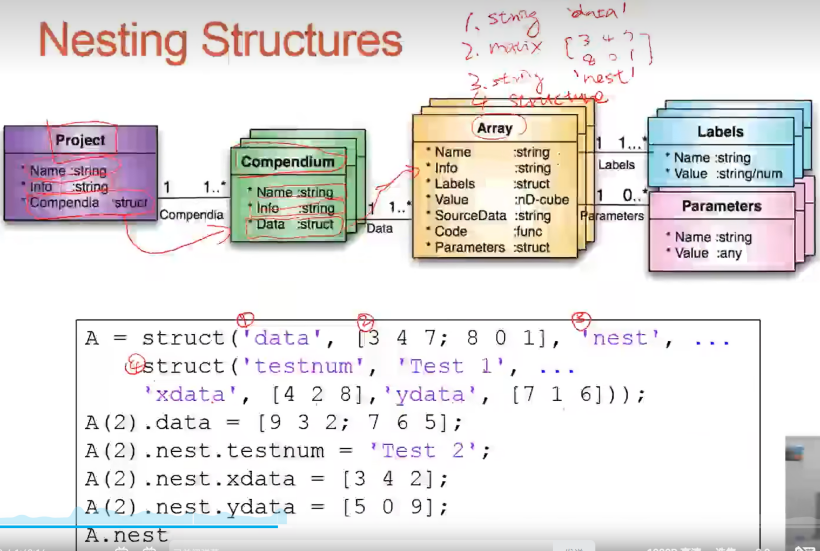 Nesting Structures
1. string 'data'
2. matrix [3 4 7
8 0 1]
3. string 'nest'
4 structure
Project
* Name :string
* Info :string
* Compendia struct
1 1..*
Compendia
Compendium
* Name :string
* Info :string
* Data :struct
1 1..*
Data
Array
* Name :string
* Info :string
* Labels :struct
* Value :nD-cube
* SourceData :string
* Code :func
* Parameters :struct
1 1...*
Labels
1 0..*
Parameters
Labels
* Name :string
* Value :string/num
Parameters
* Name :string
* Value :any
① ② ③
A = struct('data', [3 4 7; 8 0 1], 'nest', ...
④struct('testnum', 'Test 1', ...
'xdata', [4 2 8],'ydata', [7 1 6]));
A(2).data = [9 3 2; 7 6 5];
A(2).nest.testnum = 'Test 2';
A(2).nest.xdata = [3 4 2];
A(2).nest.ydata = [5 0 9];
A.nest